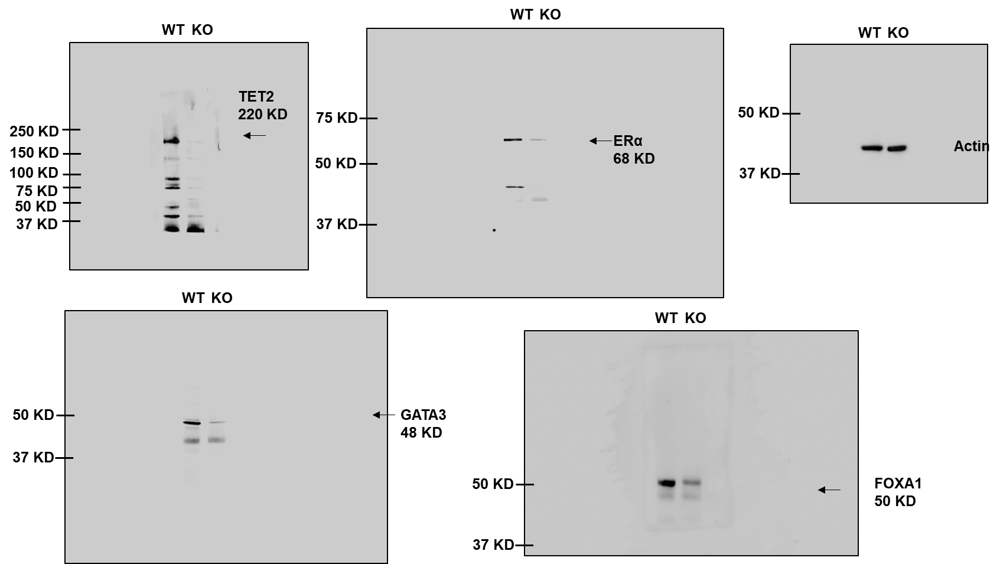 WT KO
TET2
220 KD
250 KD
150 KD
100 KD
75 KD
50 KD
37 KD
WT KO
75 KD
50 KD
37 KD
ERα
68 KD
WT KO
50 KD
37 KD
Actin
WT KO
50 KD
37 KD
GATA3
48 KD
WT KO
50 KD
37 KD
FOXA1
50 KD